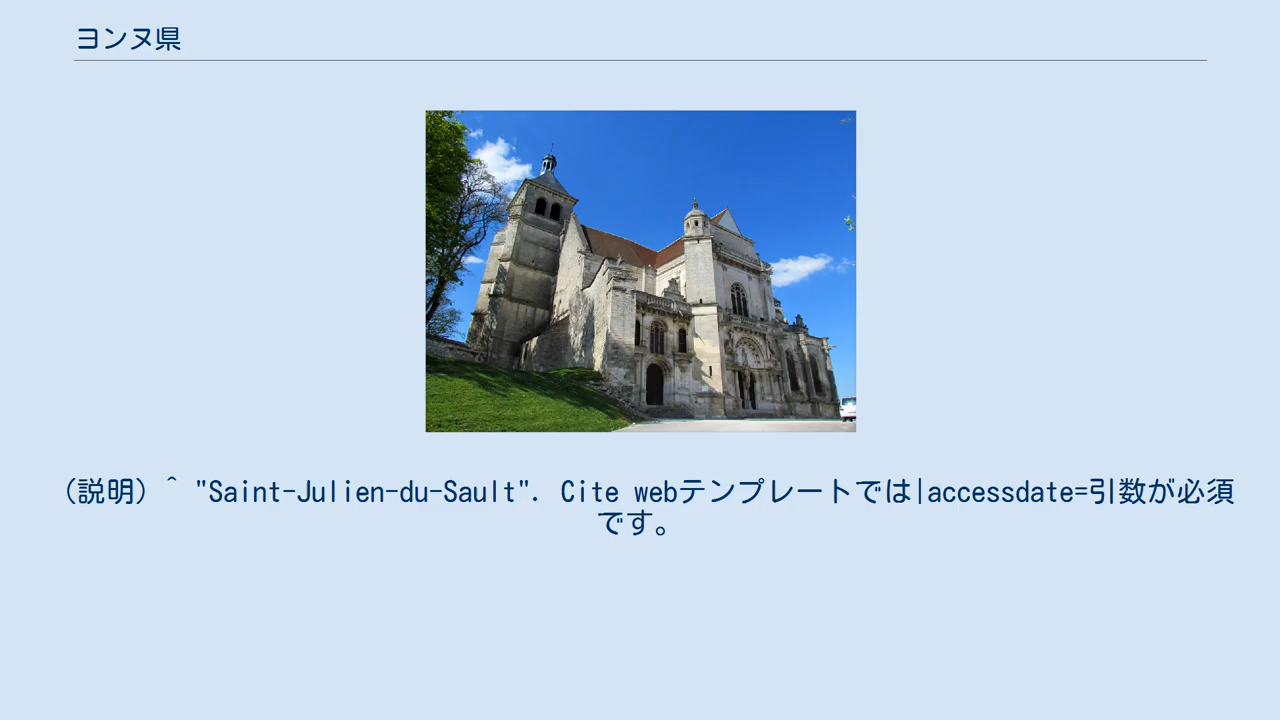 ヨンヌ県
（説明）^ "Saint-Julien-du-Sault". Cite webテンプレートでは|accessdate=引数が必須
です。